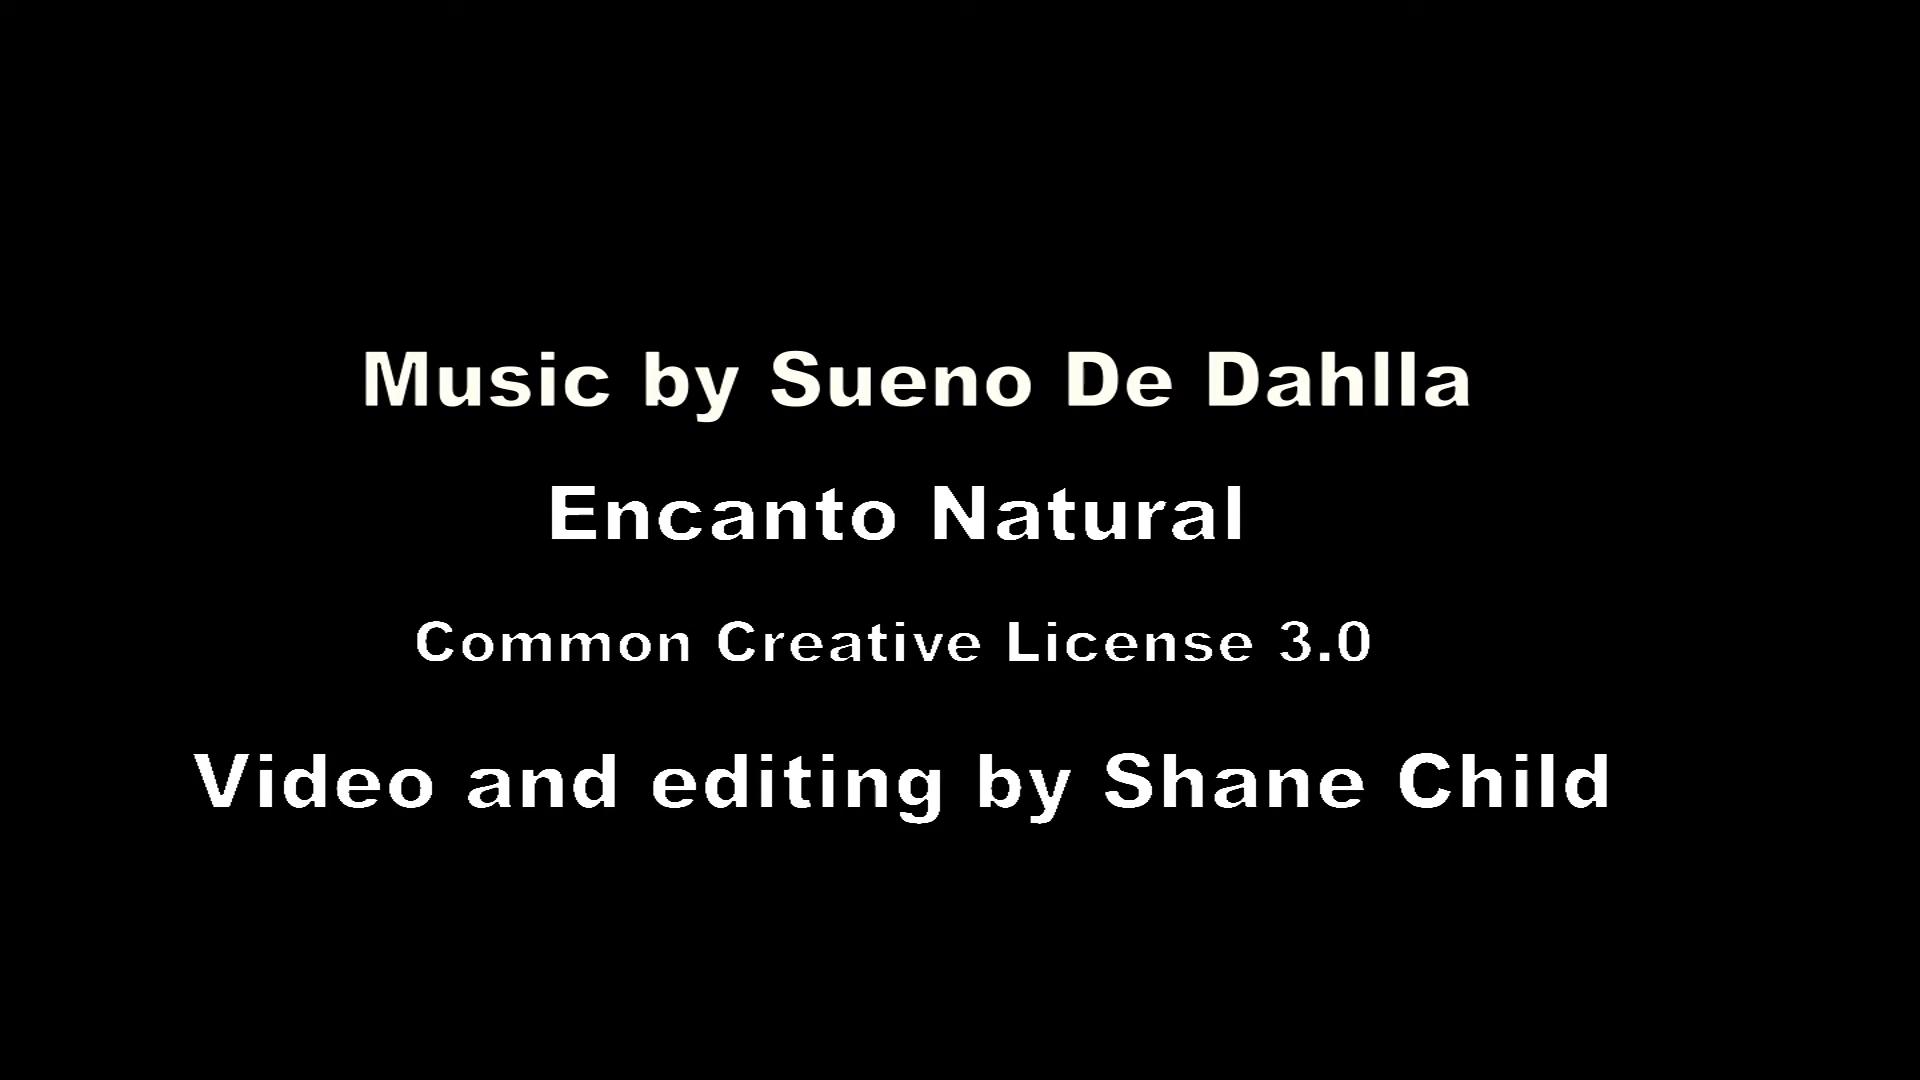 Music by Sueno De Dahlla
Encanto Natural
Common Creative License 3.0
Video and editing by Shane Child